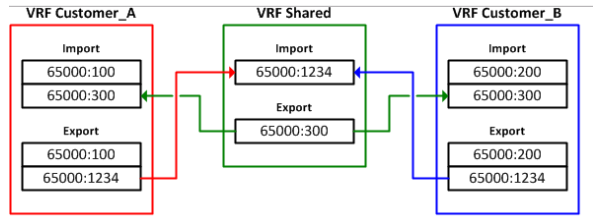 VRF Customer_A
Import
65000:100
65000:300
Export
65000:100
65000:1234
VRF Shared
Import
65000:1234
Export
65000:300
VRF Customer_B
Import
65000:200
65000:300
Export
65000:200
65000:1234